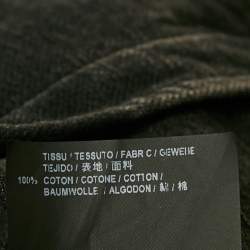 TISSU / TESSUTO / FABRIC / GEWEBE
TEJIDO / 表地 / 面料
100% COTON / COTONE / COTTON /
BAUMWOLLE / ALGODON / 綿 / 棉